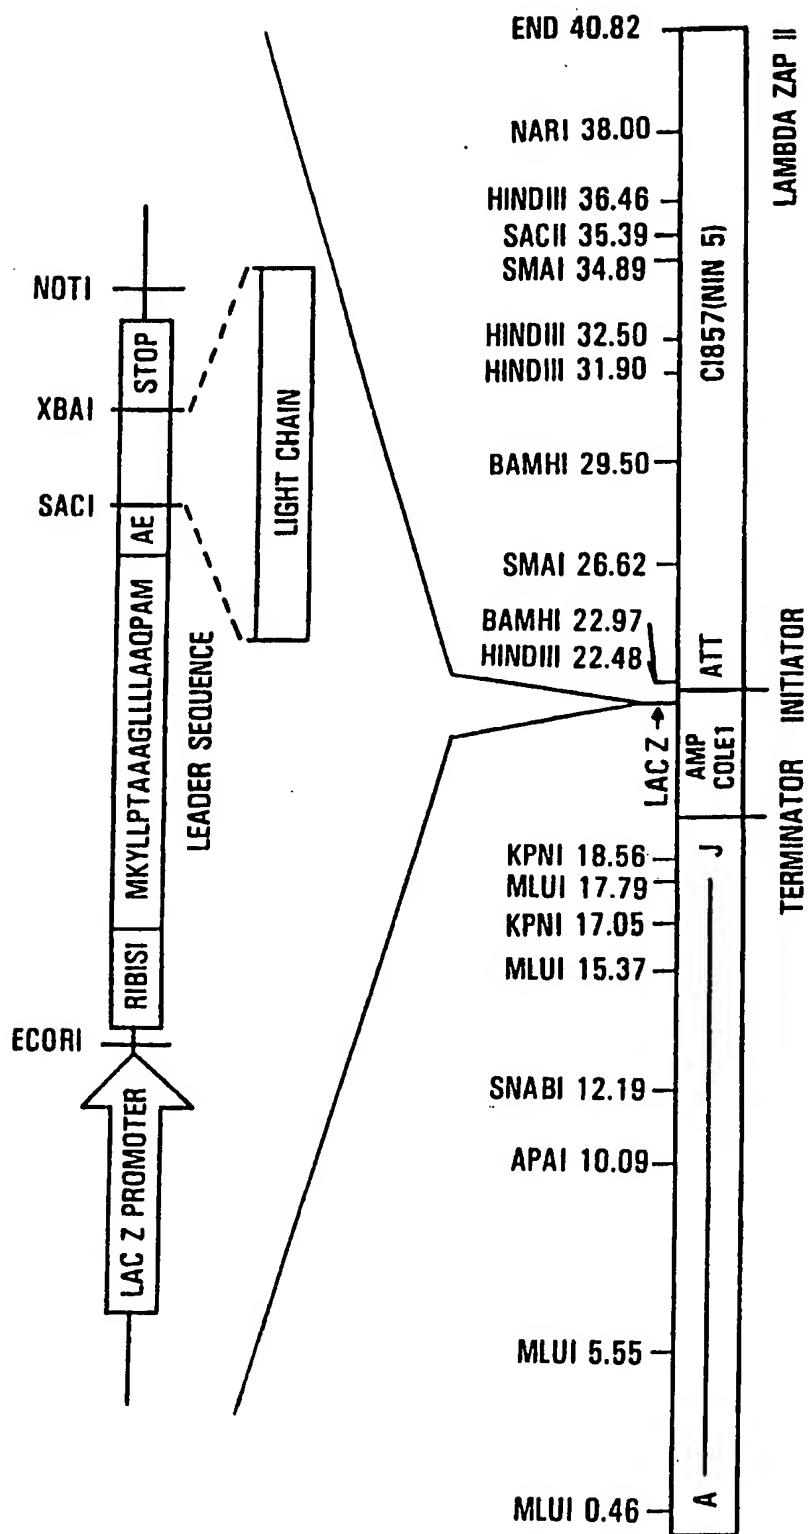 NOTI
XBAI
SACI
ECORI
STOP
AE
MKYLLPTAAAGLLLLAAQPAM
RIBISI
LAC Z PROMOTER
LEADER SEQUENCE
LIGHT CHAIN
END 40.82
NARI 38.00
HINDIII 36.46
SACII 35.39
SMAI 34.89
HINDIII 32.50
HINDIII 31.90
BAMHI 29.50
SMAI 26.62
BAMHI 22.97
HINDIII 22.48
LAC Z
KPNI 18.56
MLUI 17.79
KPNI 17.05
MLUI 15.37
SNABI 12.19
APAI 10.09
MLUI 5.55
MLUI 0.46
CI857(NIN 5)
ATT
AMP
COLE1
J
A
LAMBDA ZAP II
INITIATOR
TERMINATOR